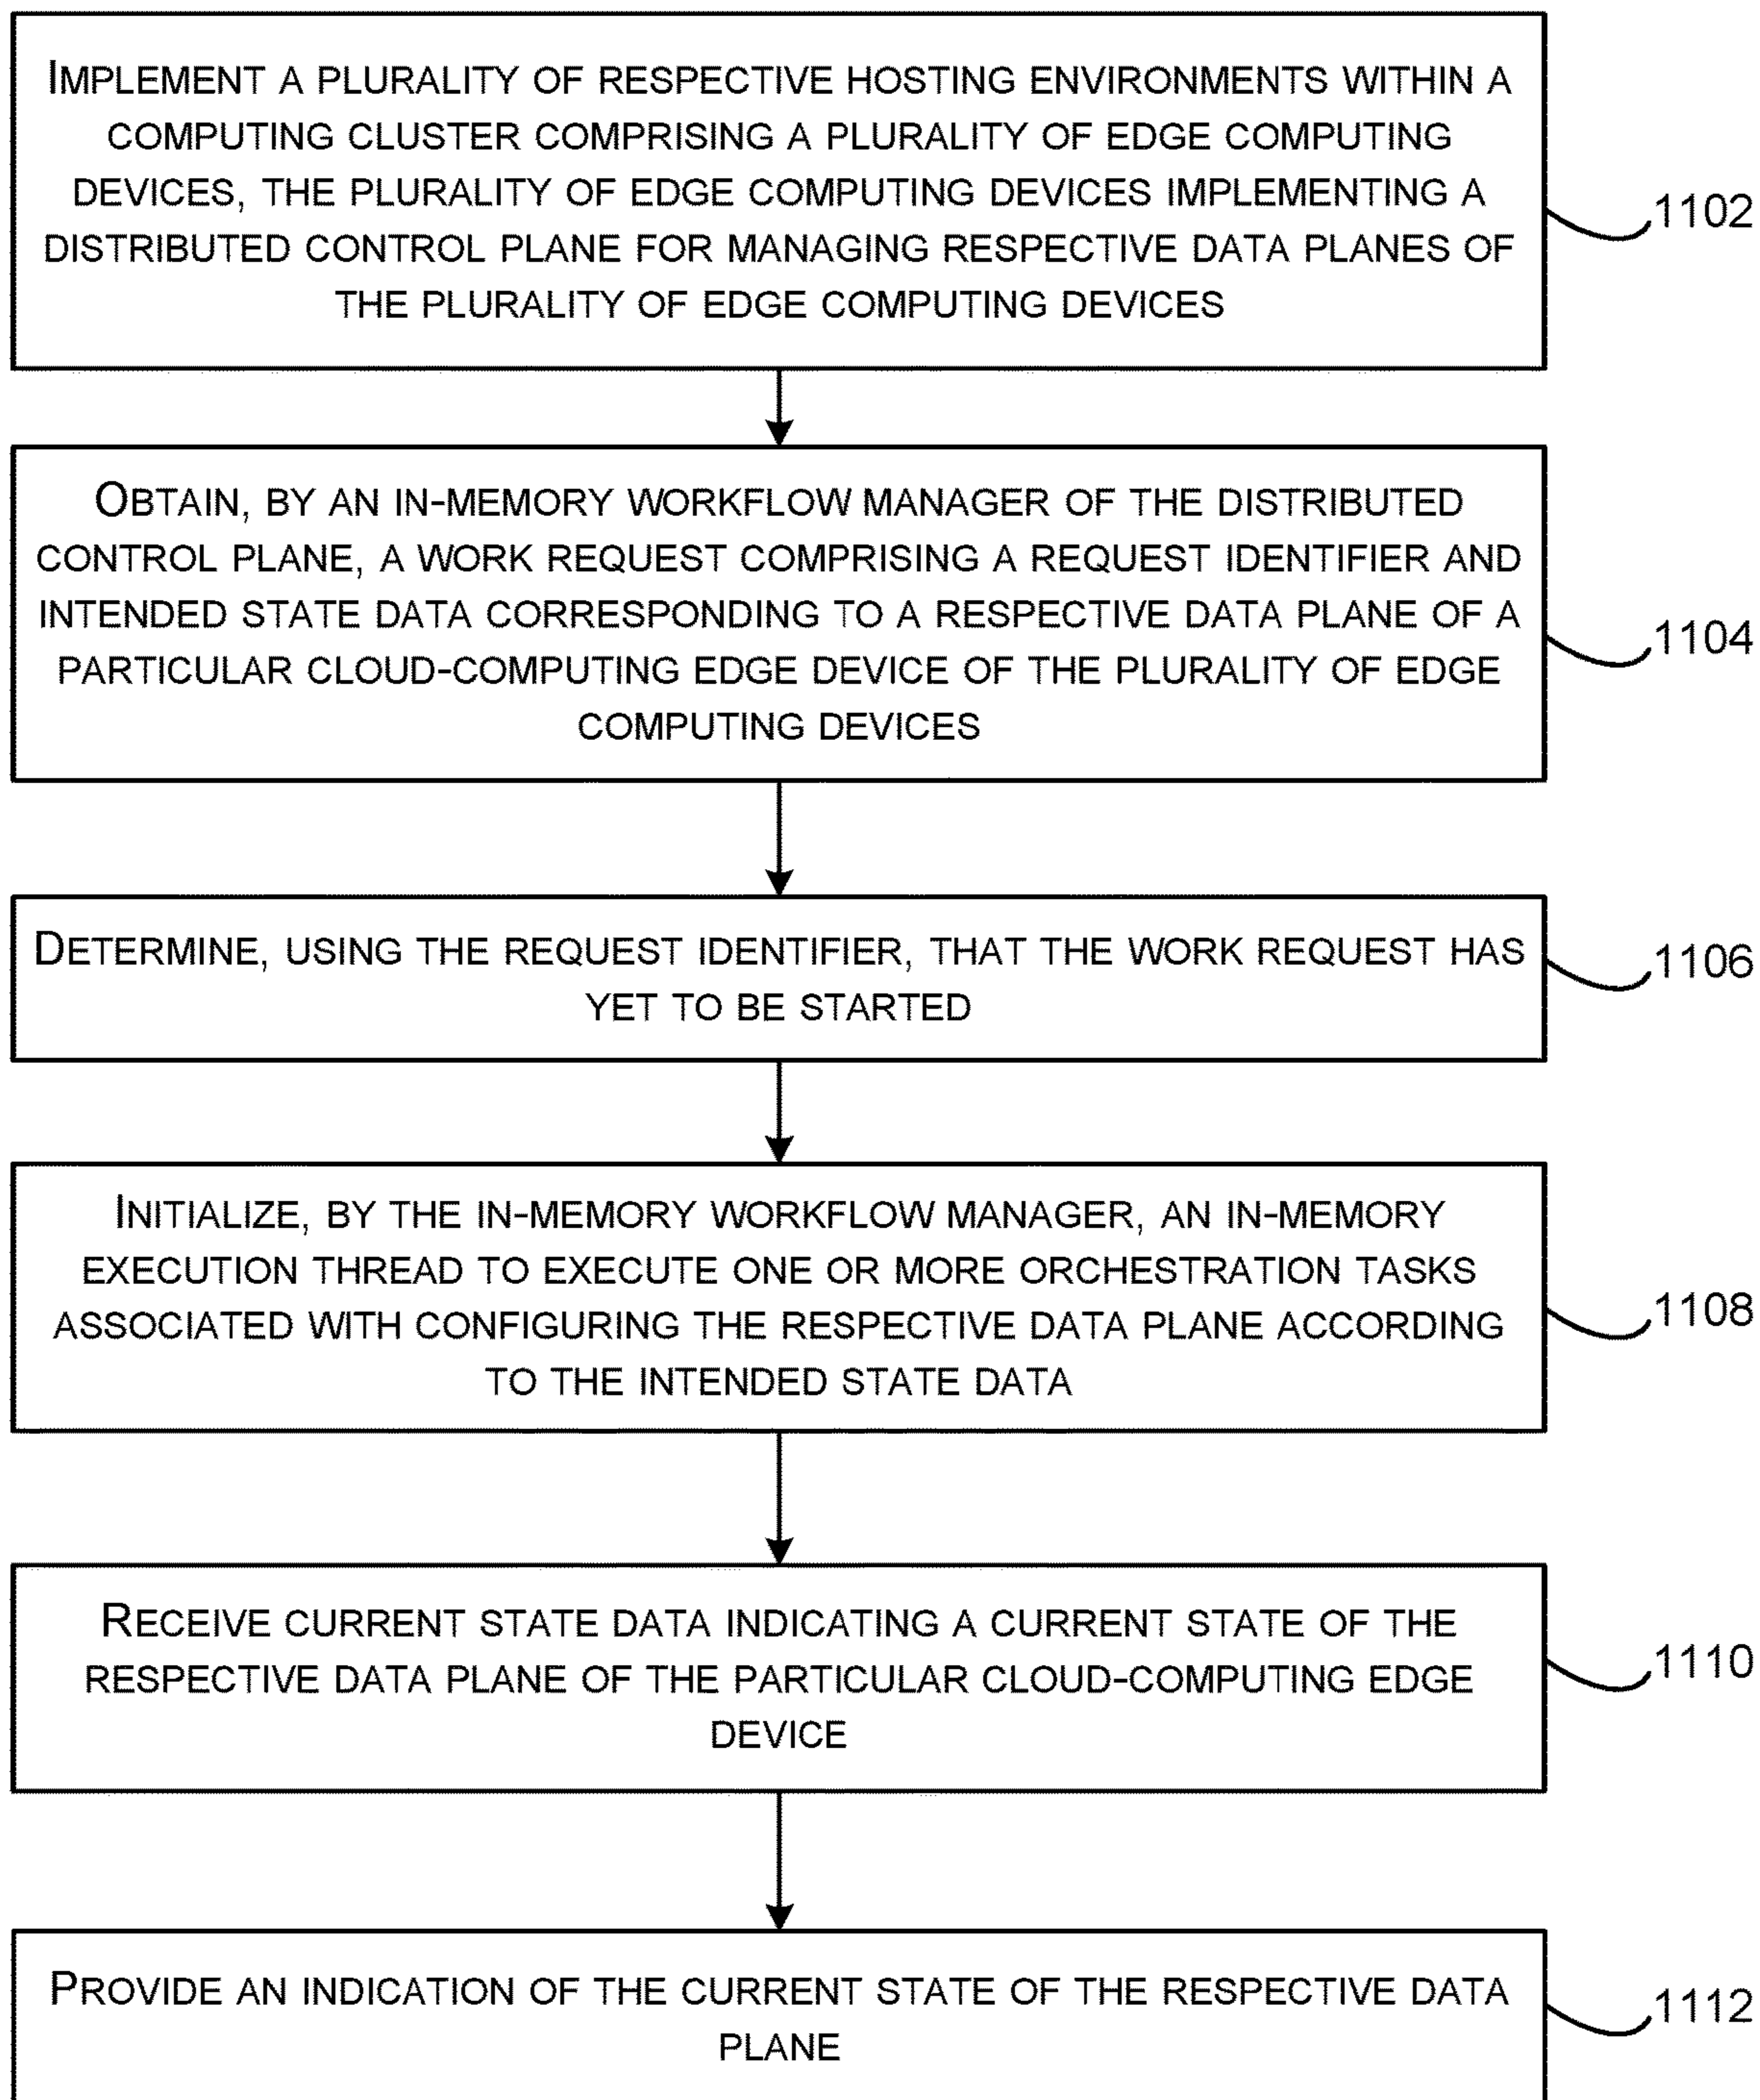 IMPLEMENT A PLURALITY OF RESPECTIVE HOSTING ENVIRONMENTS WITHIN A
COMPUTING CLUSTER COMPRISING A PLURALITY OF EDGE COMPUTING
DEVICES, THE PLURALITY OF EDGE COMPUTING DEVICES IMPLEMENTING A
DISTRIBUTED CONTROL PLANE FOR MANAGING RESPECTIVE DATA PLANES OF
THE PLURALITY OF EDGE COMPUTING DEVICES
1102
OBTAIN, BY AN IN-MEMORY WORKFLOW MANAGER OF THE DISTRIBUTED
CONTROL PLANE, A WORK REQUEST COMPRISING A REQUEST IDENTIFIER AND
INTENDED STATE DATA CORRESPONDING TO A RESPECTIVE DATA PLANE OF A
PARTICULAR CLOUD-COMPUTING EDGE DEVICE OF THE PLURALITY OF EDGE
COMPUTING DEVICES
1104
DETERMINE, USING THE REQUEST IDENTIFIER, THAT THE WORK REQUEST HAS
YET TO BE STARTED
1106
INITIALIZE, BY THE IN-MEMORY WORKFLOW MANAGER, AN IN-MEMORY
EXECUTION THREAD TO EXECUTE ONE OR MORE ORCHESTRATION TASKS
ASSOCIATED WITH CONFIGURING THE RESPECTIVE DATA PLANE ACCORDING
TO THE INTENDED STATE DATA
1108
RECEIVE CURRENT STATE DATA INDICATING A CURRENT STATE OF THE
RESPECTIVE DATA PLANE OF THE PARTICULAR CLOUD-COMPUTING EDGE
DEVICE
1110
PROVIDE AN INDICATION OF THE CURRENT STATE OF THE RESPECTIVE DATA
PLANE
1112